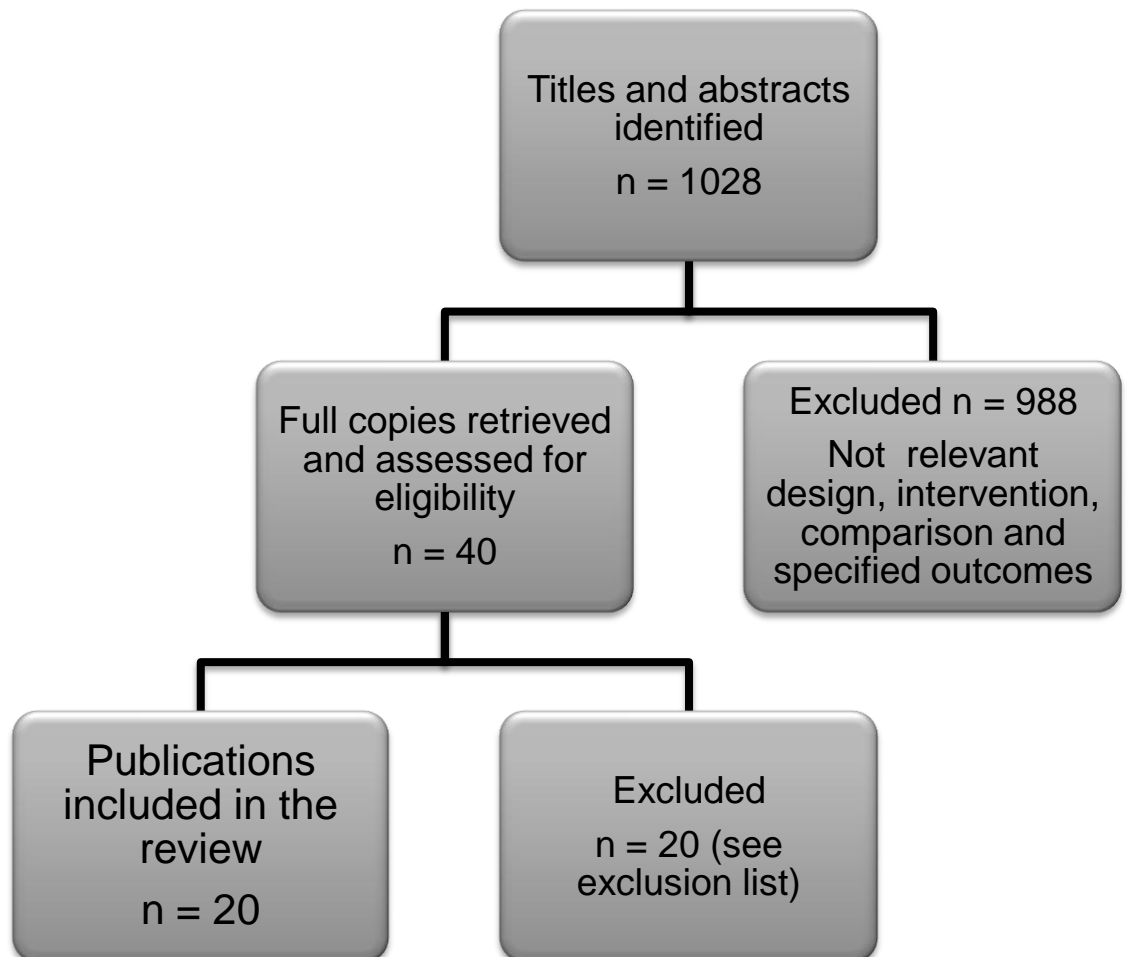 Titles and abstracts
identified
n = 1028
Full copies retrieved
and assessed for
eligibility
n = 40
Excluded n = 988
Not relevant
design, intervention,
comparison and
specified outcomes
Publications
included in the
review
n = 20
Excluded
n = 20 (see
exclusion list)